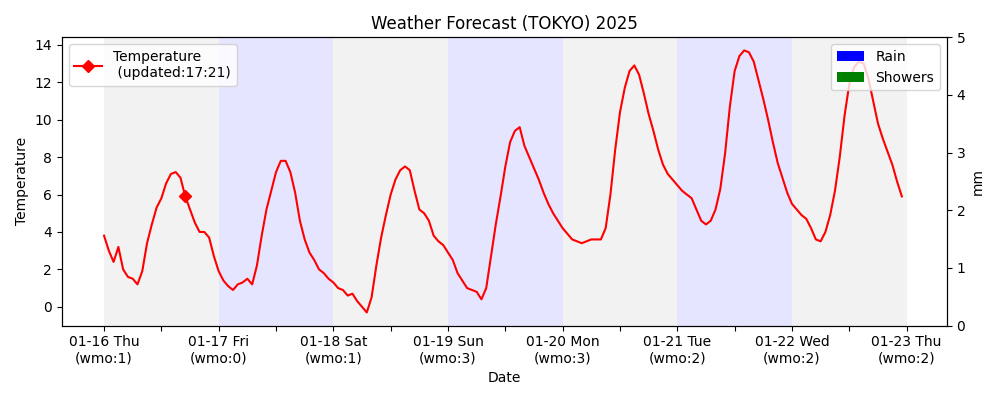 Weather Forecast (TOKYO) 2025
Temperature
(updated:17:21)
Rain
Showers
Temperature
14
12
10
8
6
4
2
0
5
4
3
2
1
0
mm
01-16 Thu
(wmo:1)
01-17 Fri
(wmo:0)
01-18 Sat
(wmo:1)
01-19 Sun
(wmo:3)
01-20 Mon
(wmo:3)
01-21 Tue
(wmo:2)
01-22 Wed
(wmo:2)
01-23 Thu
(wmo:2)
Date